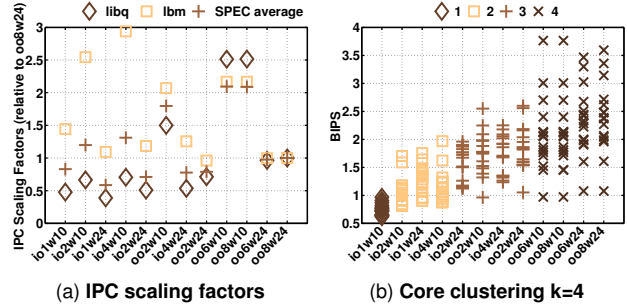 libq lbm SPEC average
IPC Scaling Factors (relative to oo8w24)
3
2.5
2
1.5
1
0.5
0
io1w10 io2w10 io1w24 io4w10 io2w24 oo2w10 io4w24 oo2w24 oo6w10 oo8w10 oo6w24 oo8w24
(a) IPC scaling factors
1 2 3 4
BIPS
4
3.5
3
2.5
2
1.5
1
0.5
io1w10 io2w10 io1w24 io4w10 io2w24 oo2w10 io4w24 oo2w24 oo6w10 oo8w10 oo6w24 oo8w24
(b) Core clustering k=4